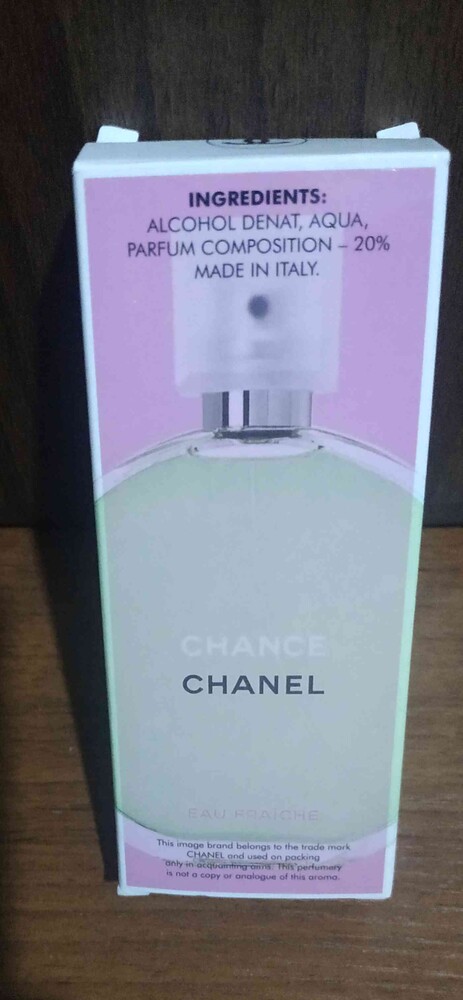 INGREDIENTS:
ALCOHOL DENAT, AQUA,
PARFUM COMPOSITION – 20%
MADE IN ITALY.
CHANCE
CHANEL
EAU FRAÎCHE
This image brand belongs to the trade mark
CHANEL and used on packing
"only in acquainting aims. This" perfumery
is not a copy or analogue of this aroma.